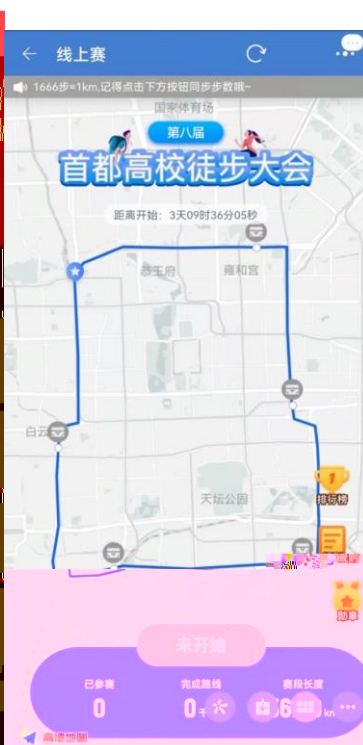 线上赛
1666步=1km,记得点击下方按钮同步步数哦~
国家体育场
第八届
首都高校徒步大会
距离开始：3天09时36分05秒
恭王府
雍和宫
白云
天坛公园
1
排行榜
勋章
未开始
已参赛
完成路线
赛段长度
0
0千
56
kn
高德地图